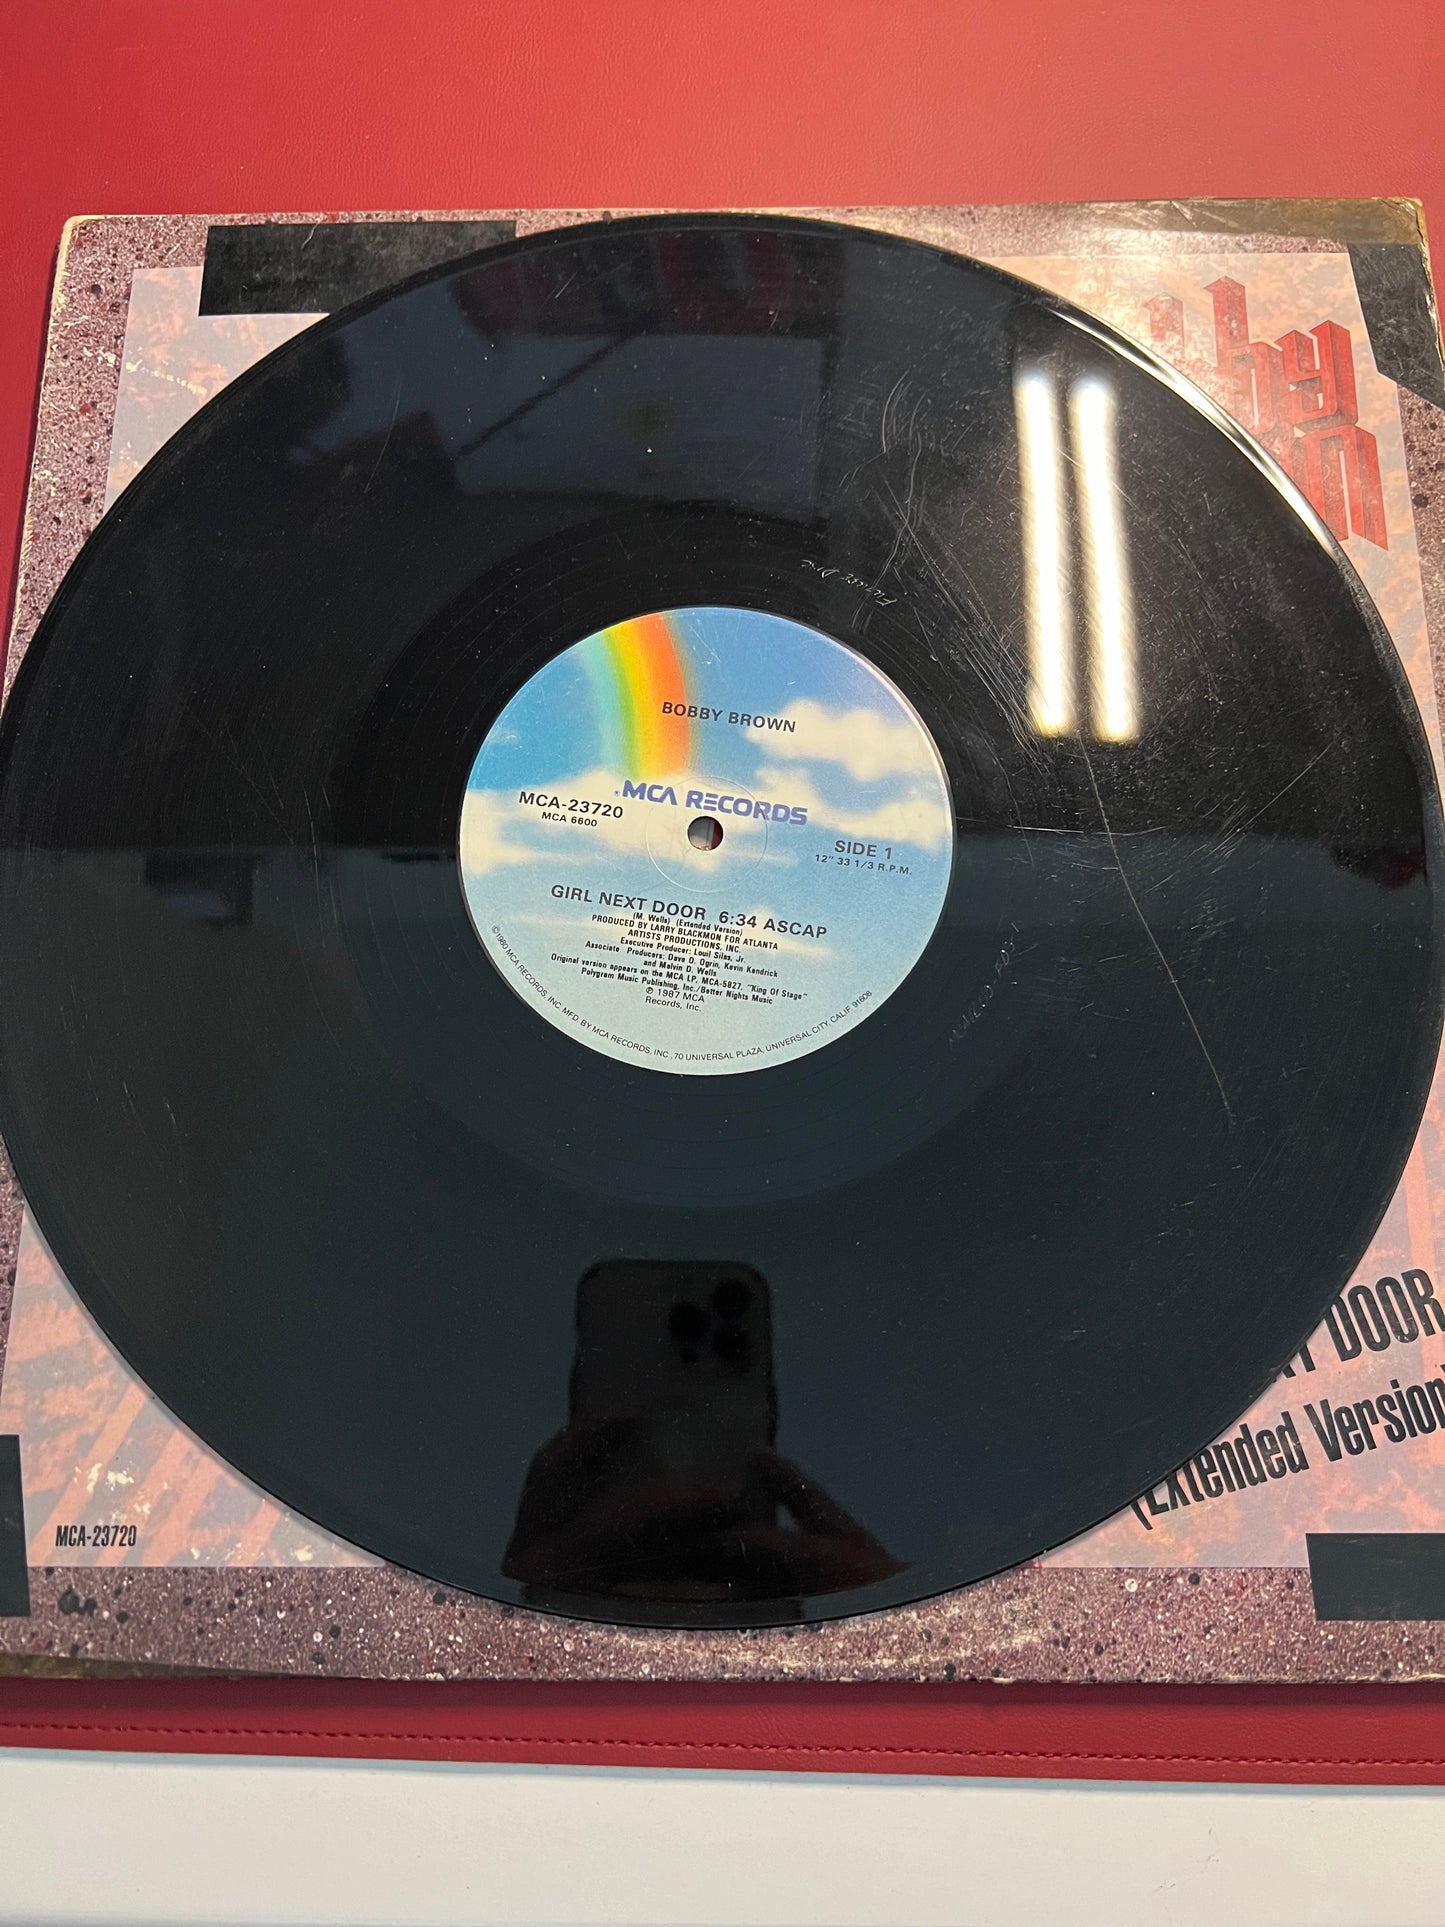 by
BOBBY BROWN
MCA RECORDS
MCA-23720
MCA 6600
SIDE 1
12" 33 1/3 R.P.M.
GIRL NEXT DOOR 6:34 ASCAP
(M. Wells) (Extended Version)
PRODUCED BY LARRY BLACKMON FOR ATLANTA
ARTISTS PRODUCTIONS, INC.
Executive Producer: Louil Silas, Jr.
Associate Producers: Dave O. Ogrin, Kevin Kendrick
and Melvin D. Wells
Original version appears on the MCA LP, MCA-5827, "King Of Stage"
Polygram Music Publishing, Inc./Better Nights Music
℗ 1987 MCA
Records, Inc.
©1980 MCA RECORDS, INC. MFD. BY MCA RECORDS, INC., 70 UNIVERSAL PLAZA, UNIVERSAL CITY, CALIF. 91608
DOOR
(Extended Version)
MCA-23720